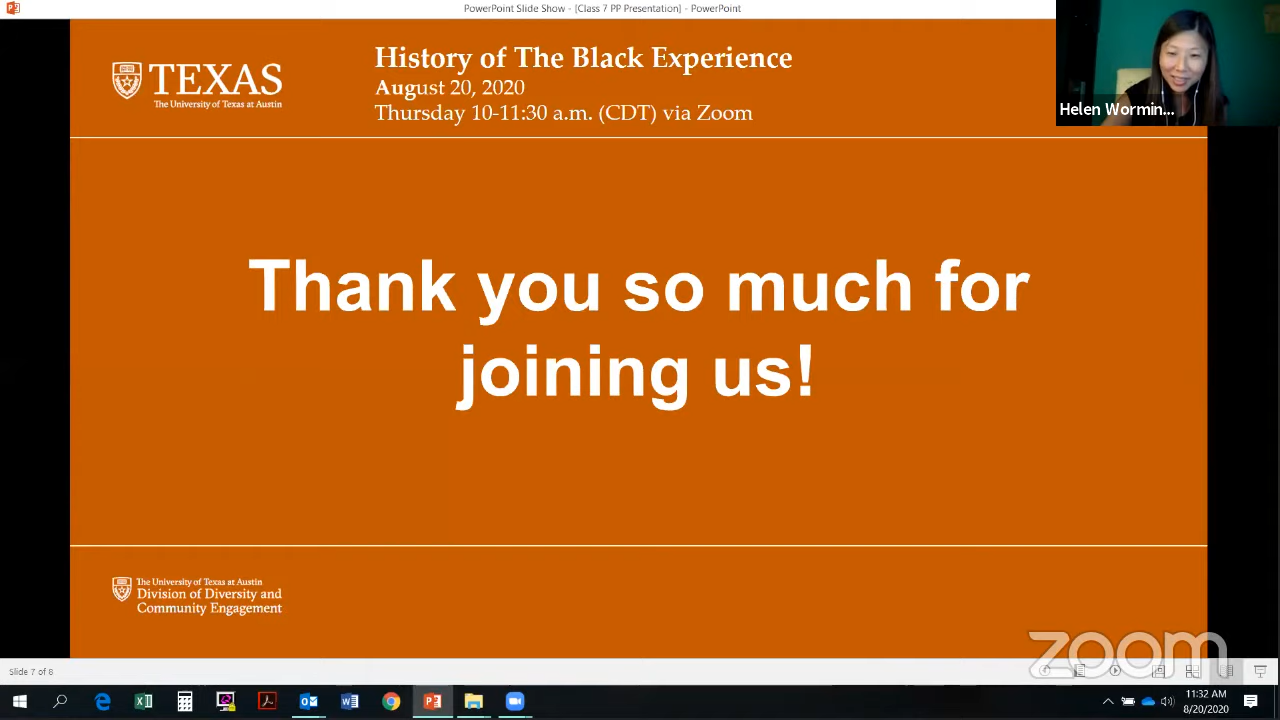 PowerPoint Slide Show - [Class 7 PP Presentation] - PowerPoint
TEXAS
The University of Texas at Austin
History of The Black Experience
August 20, 2020
Thursday 10-11:30 a.m. (CDT) via Zoom
Helen Wormin...
Thank you so much for
joining us!
The University of Texas at Austin
Division of Diversity and
Community Engagement
zoom
Slide 7 of 8
11:32 AM
8/20/2020